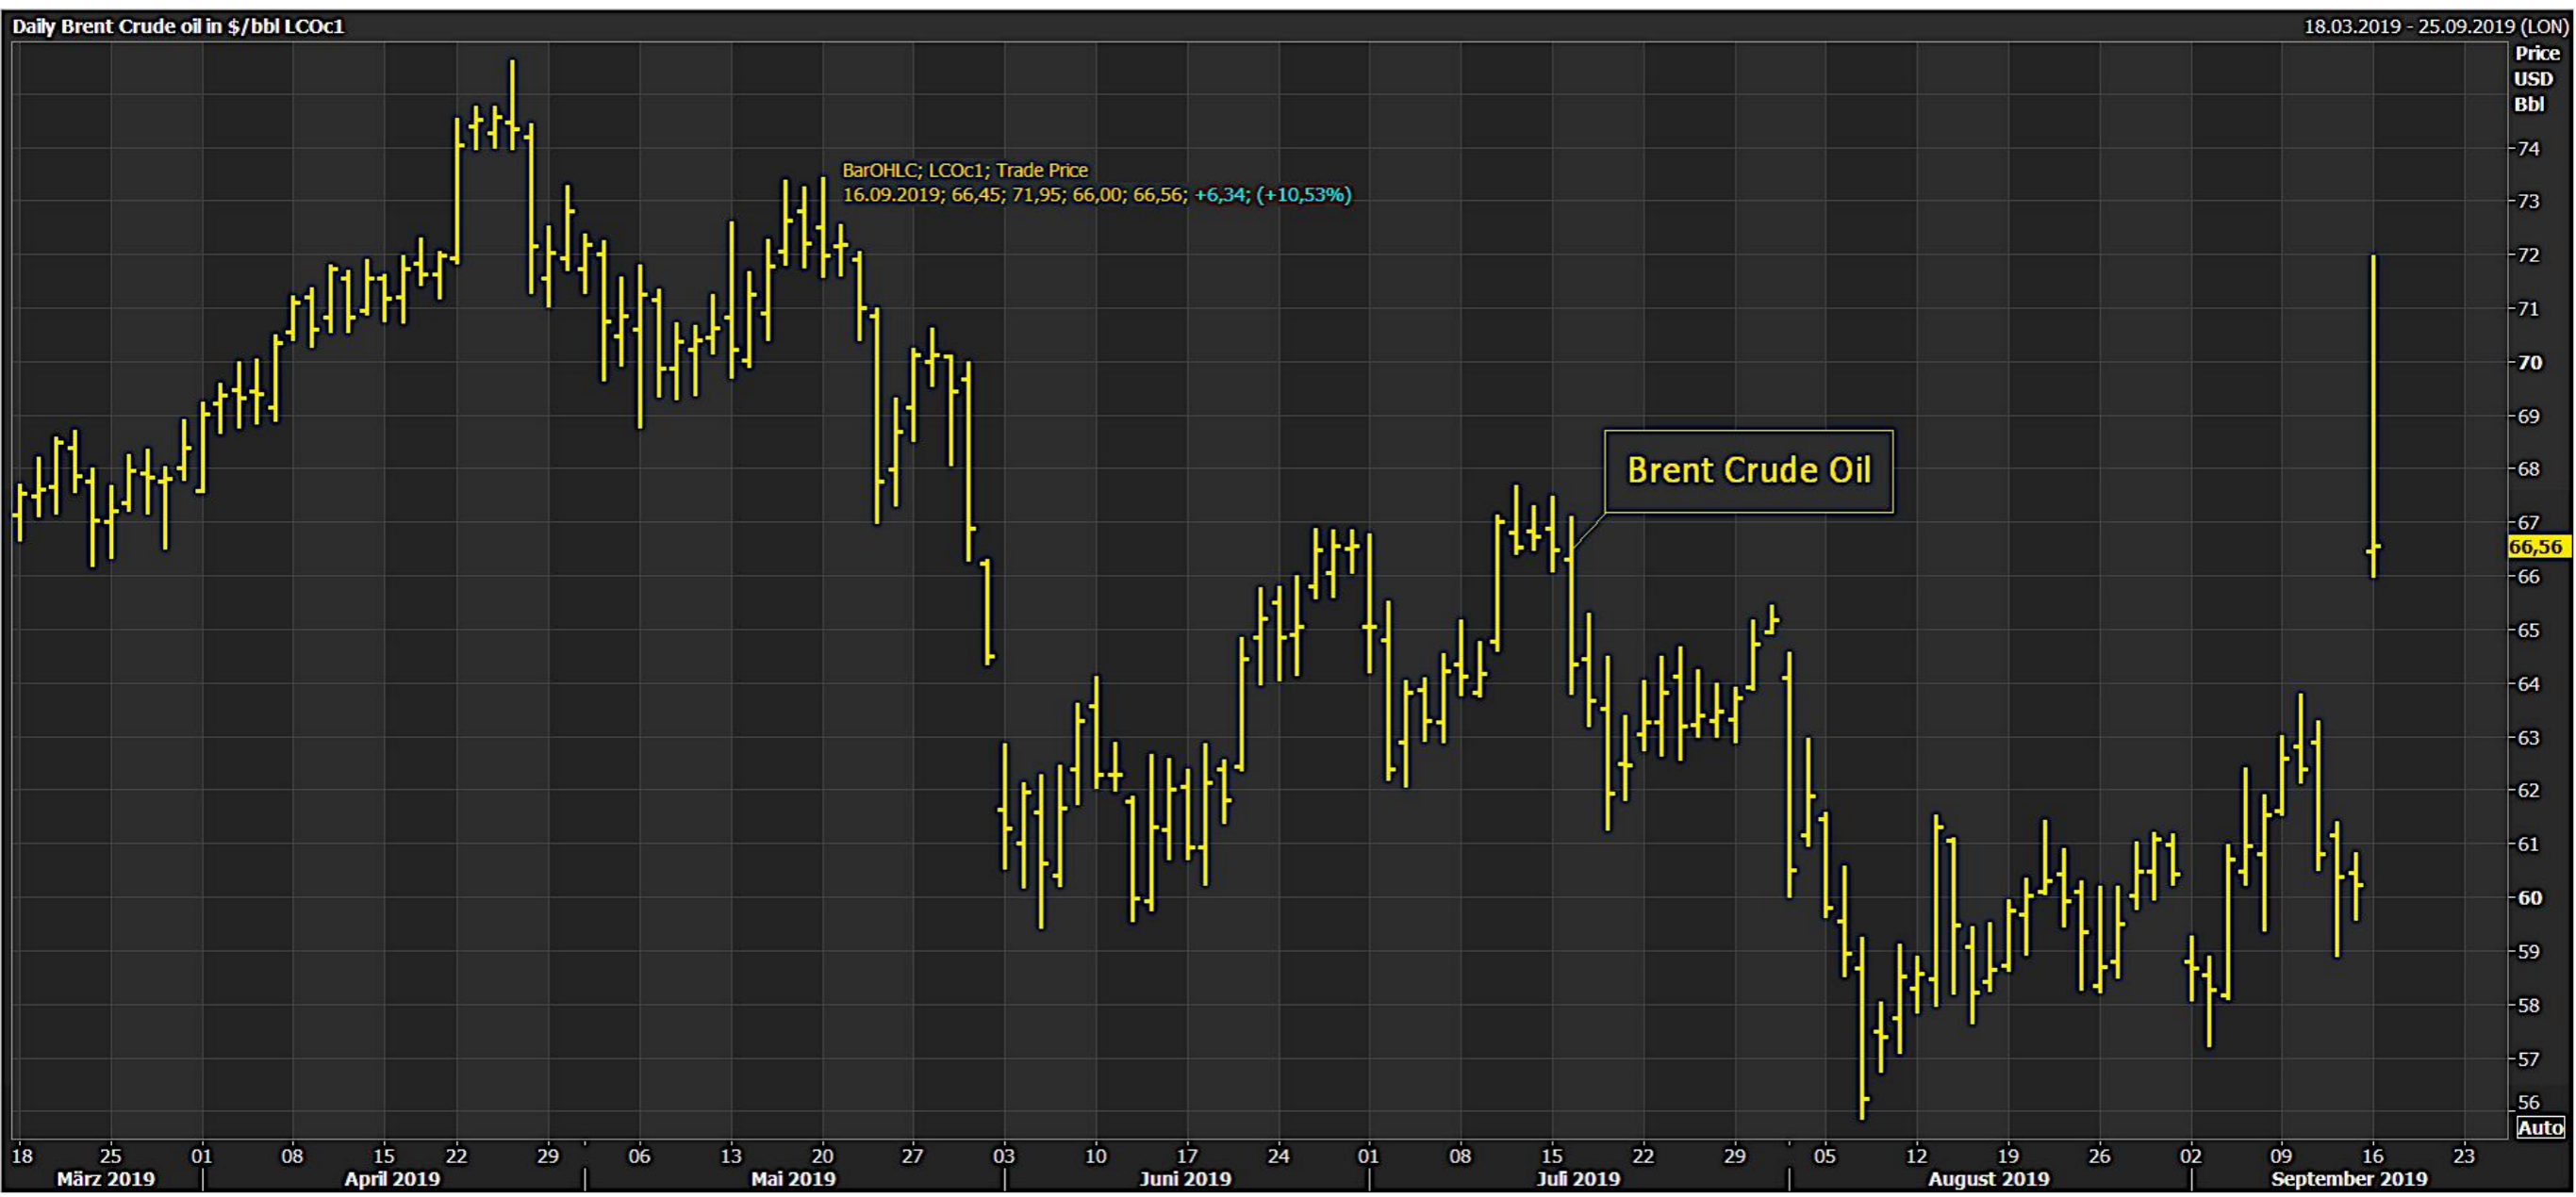 Daily Brent Crude oil in $/bbl LCOc1
18.03.2019 - 25.09.2019 (LON)
Price
USD
Bbl
BarOHLC; LCOc1; Trade Price
16.09.2019; 66,45; 71,95; 66,00; 66,56; +6,34; (+10,53%)
Brent Crude Oil
74
73
72
71
70
69
68
67
66,56
66
65
64
63
62
61
60
59
58
57
56
Auto
18 25 01 08 15 22 29 06 13 20 27 03 10 17 24 01 08 15 22 29 05 12 19 26 02 09 16 23
März 2019 April 2019 Mai 2019 Juni 2019 Juli 2019 August 2019 September 2019